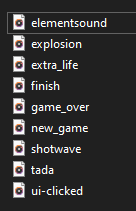 elementsound
explosion
extra_life
finish
game_over
new_game
shotwave
tada
ui-clicked